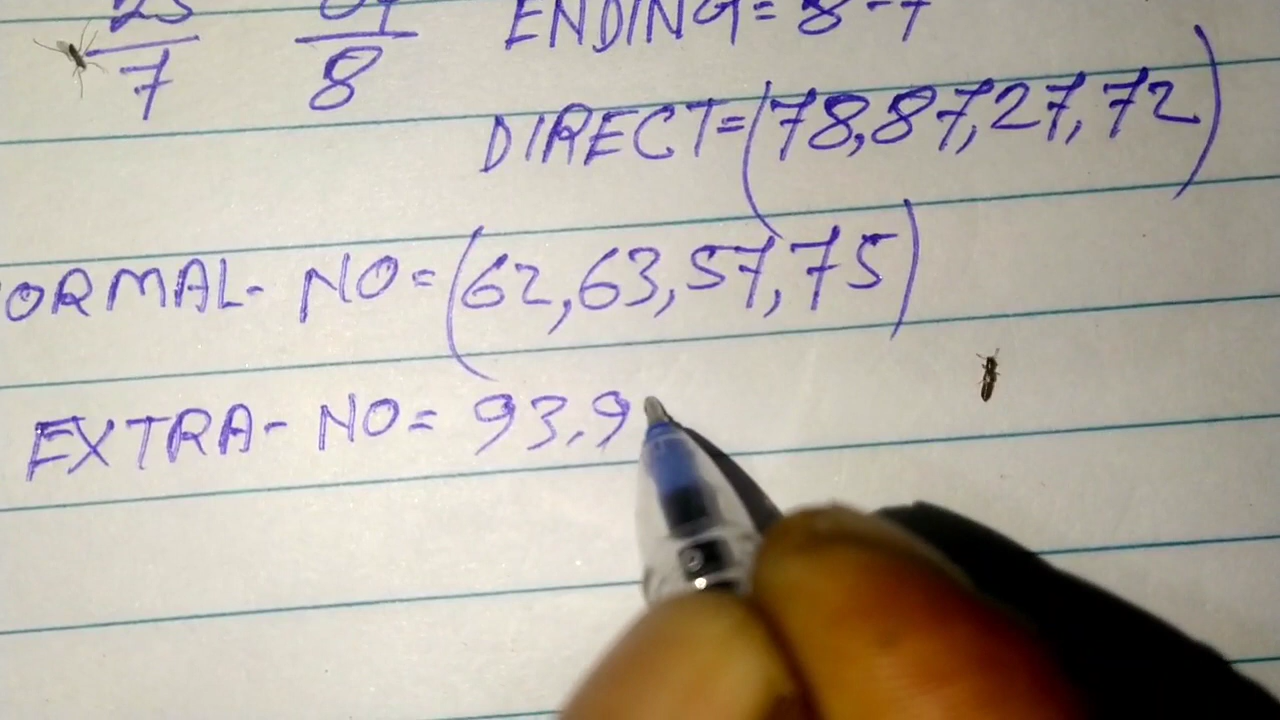 ENDING= 8-7
7 8
DIRECT=(78,87,27,72)
ORMAL- NO=(62,63,57,75)
EXTRA- NO= 93,9